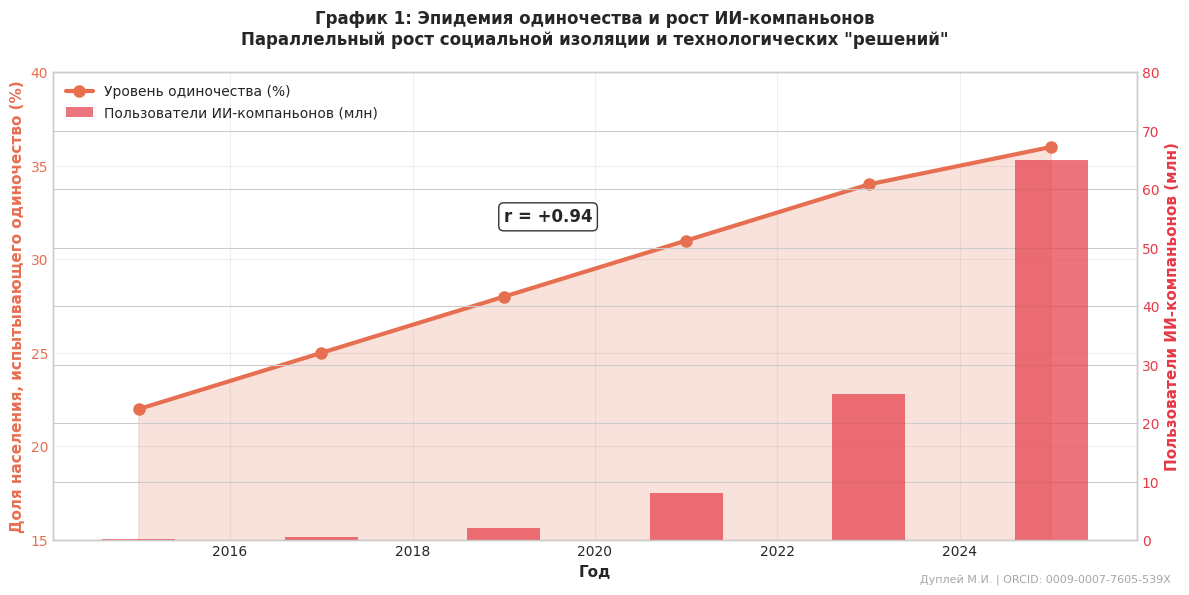 График 1: Эпидемия одиночества и рост ИИ-компаньонов
Параллельный рост социальной изоляции и технологических "решений"
Уровень одиночества (%)
Пользователи ИИ-компаньонов (млн)
r = +0.94
Доля населения, испытывающего одиночество (%)
40
35
30
25
20
15
80
70
60
50
40
30
20
10
0
Пользователи ИИ-компаньонов (млн)
2016 2018 2020 2022 2024
Год
Дуплей М.И. | ORCID: 0009-0007-7605-539X